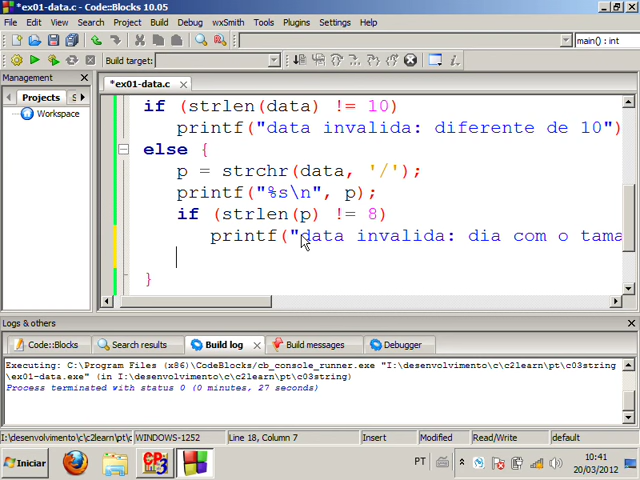 *ex01-data.c - Code::Blocks 10.05
File Edit View Search Project Build Debug wxSmith Tools Plugins Settings Help
main() : int
Build target:
Management
*ex01-data.c
Projects S
Workspace
if (strlen(data) != 10)
printf("data invalida: diferente de 10")
else {
p = strchr(data, '/');
printf("%s\n", p);
if (strlen(p) != 8)
printf("data invalida: dia com o tama
}
Logs & others
Code::Blocks Search results Build log Build messages Debugger
Executing: C:\Program Files (x86)\CodeBlocks/cb_console_runner.exe "I:\desenvolvimento\c\c2learn\pt\c03string
\ex01-data.exe" (in I:\desenvolvimento\c\c2learn\pt\c03string)
Process terminated with status 0 (0 minutes, 27 seconds)
I:\desenvolvimento\c\c2learn\pt\c WINDOWS-1252 Line 18, Column 7 Insert Modified Read/Write default
Iniciar PT 10:41
20/03/2012